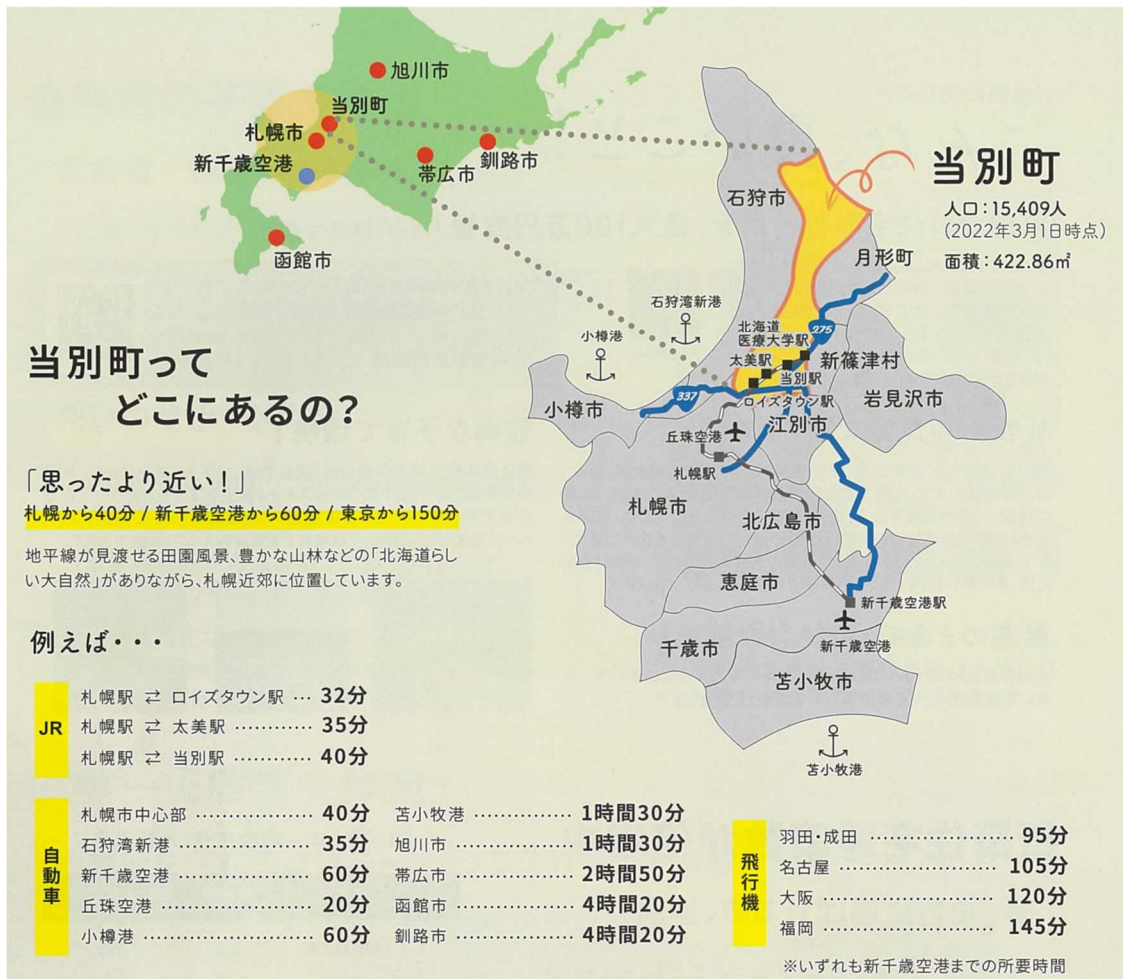 旭川市
当別町
札幌市
新千歳空港
帯広市
釧路市
函館市
当別町
人口:15,409人
(2022年3月1日時点)
面積:422.86㎡
石狩市
月形町
石狩湾新港
小樽港
北海道
医療大学駅
275
太美駅
当別駅
新篠津村
ロイズタウン駅
岩見沢市
小樽市
337
江別市
丘珠空港
札幌駅
札幌市
北広島市
恵庭市
新千歳空港駅
千歳市
新千歳空港
苫小牧市
苫小牧港
当別町って
どこにあるの?
「思ったより近い!」
札幌から40分 / 新千歳空港から60分 / 東京から150分
地平線が見渡せる田園風景、豊かな山林などの「北海道らし
い大自然」がありながら、札幌近郊に位置しています。
例えば・・・
JR
札幌駅 ⇄ ロイズタウン駅 … 32分
札幌駅 ⇄ 太美駅 ………… 35分
札幌駅 ⇄ 当別駅 ………… 40分
自動車
札幌市中心部 ……………… 40分
石狩湾新港 ………………… 35分
新千歳空港 ………………… 60分
丘珠空港 …………………… 20分
小樽港 ……………………… 60分
苫小牧港 …………… 1時間30分
旭川市 ……………… 1時間30分
帯広市 ……………… 2時間50分
函館市 ……………… 4時間20分
釧路市 ……………… 4時間20分
飛行機
羽田・成田 …………………… 95分
名古屋 ……………………… 105分
大阪 ………………………… 120分
福岡 ………………………… 145分
※いずれも新千歳空港までの所要時間